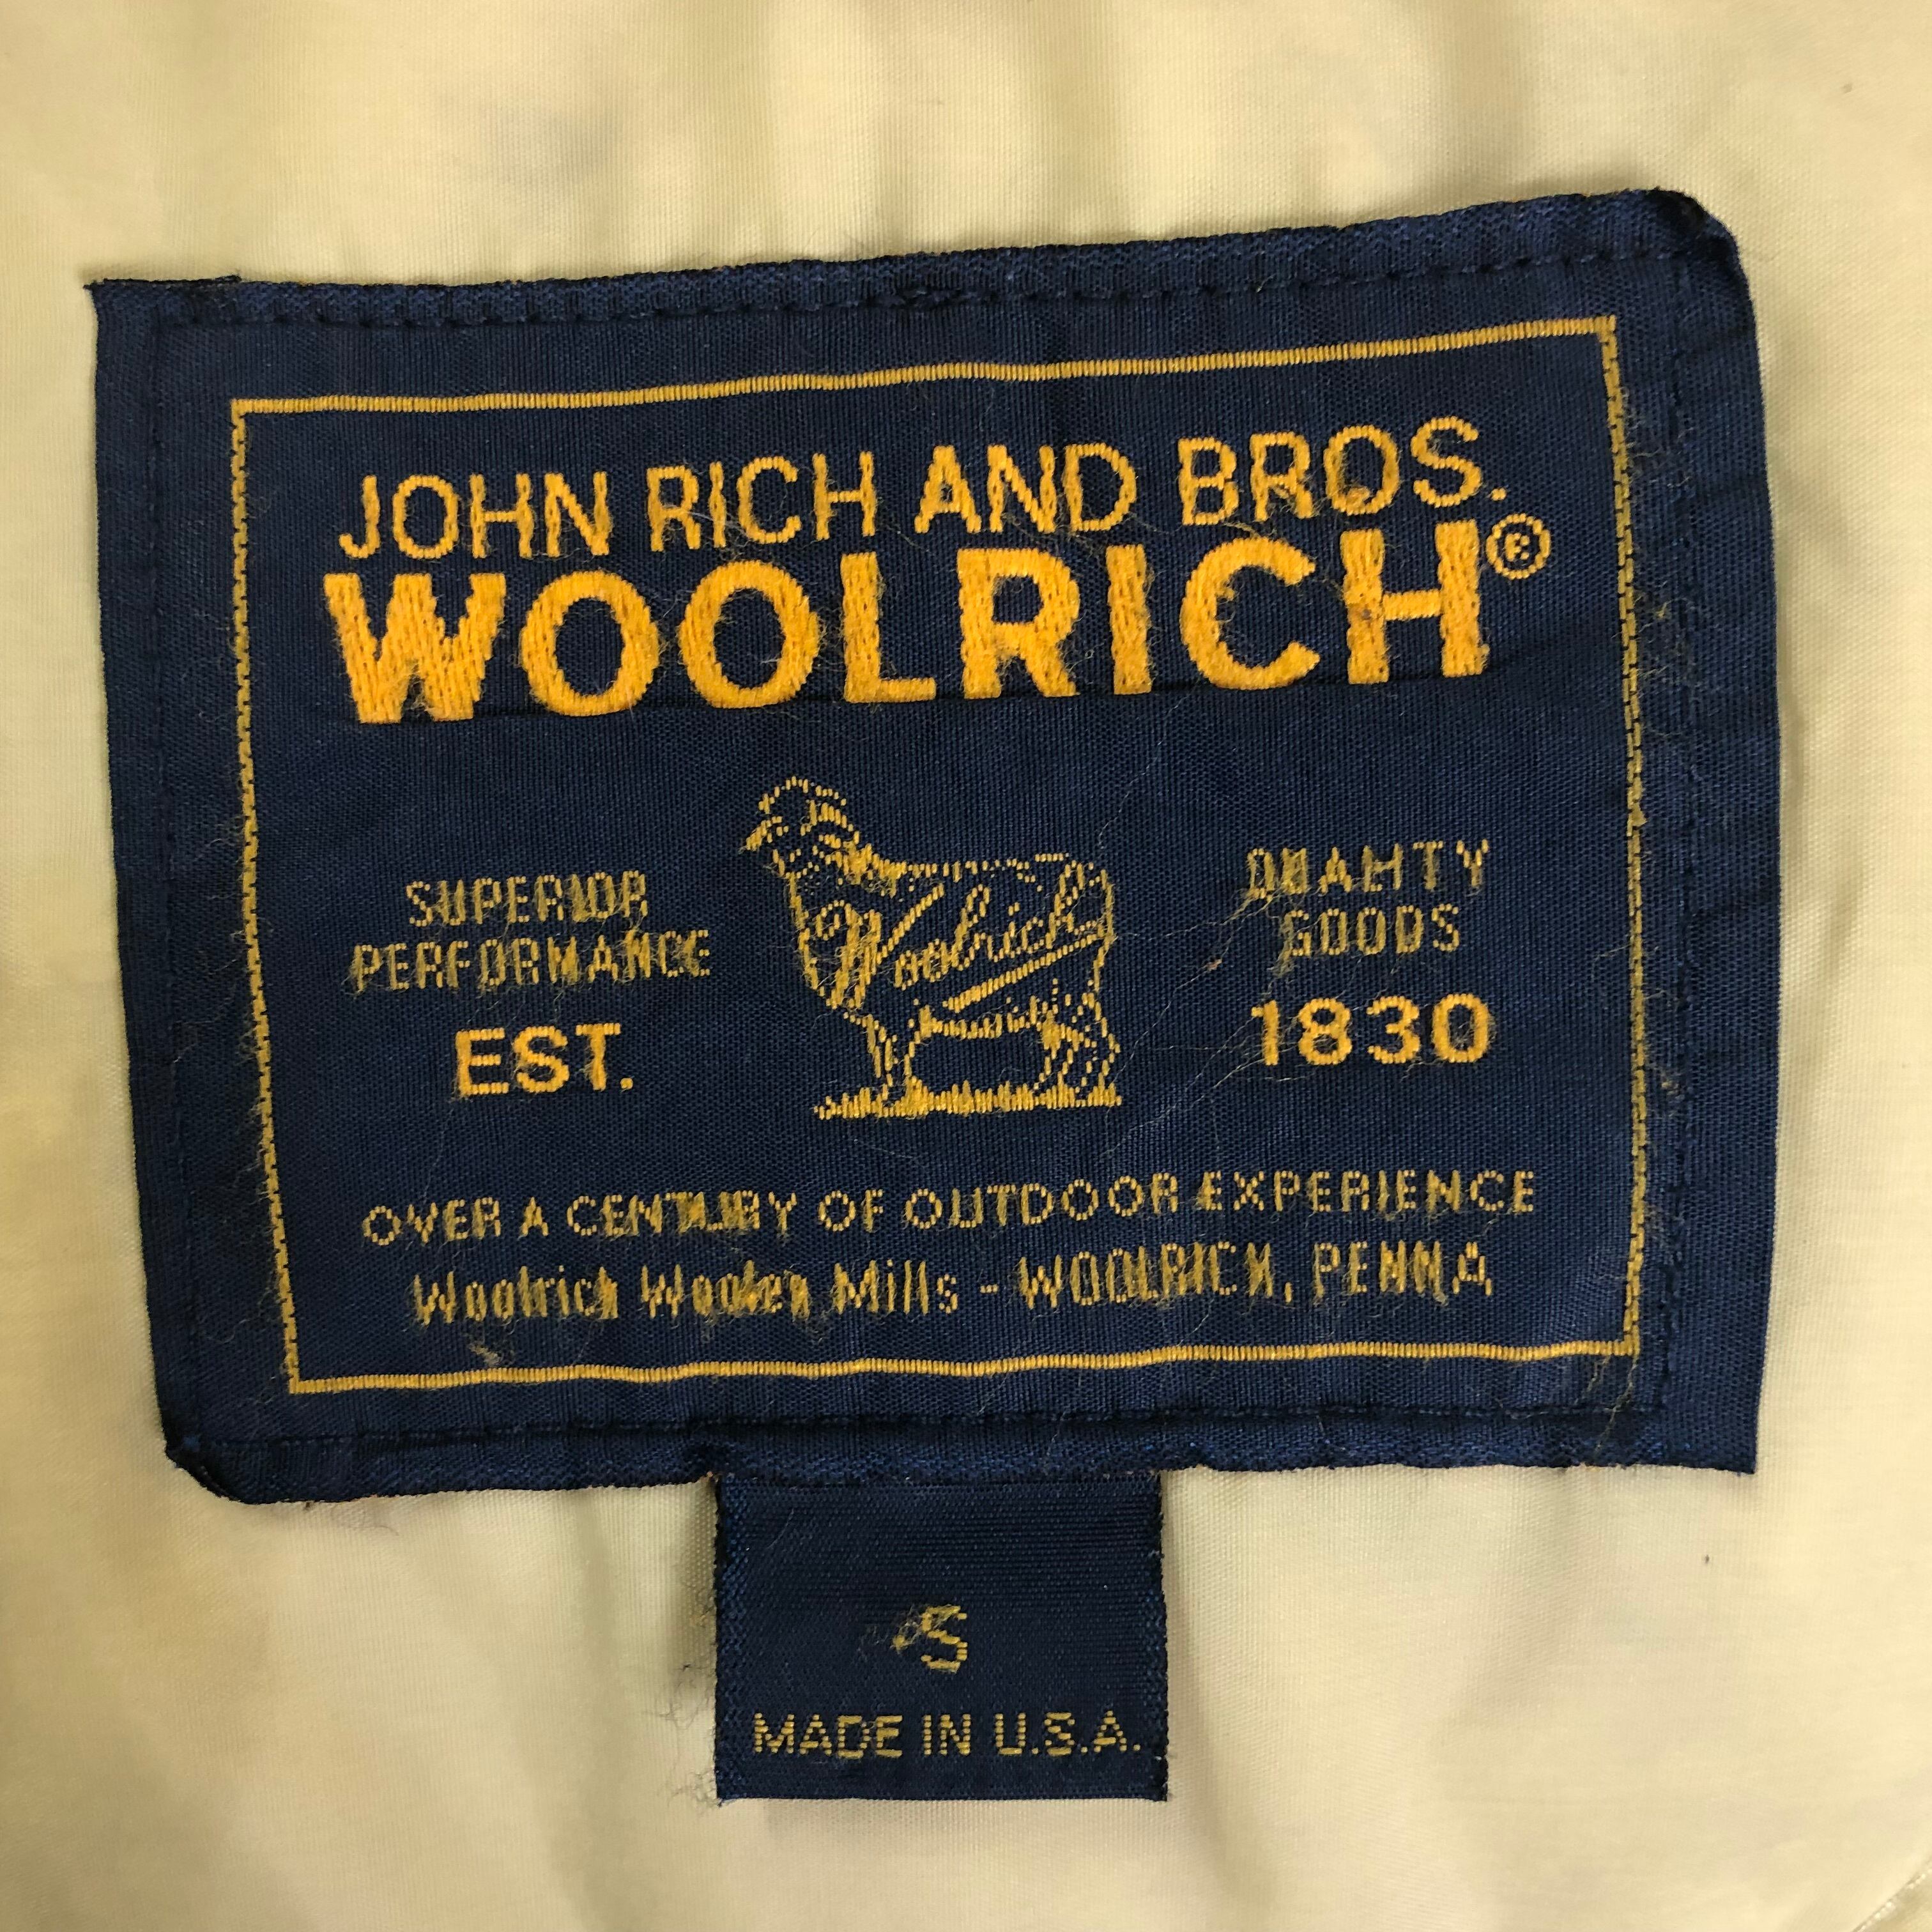 JOHN RICH AND BROS.
WOOLRICH®
SUPERIOR
PERFORMANCE
EST.
Woolrich
QUALITY
GOODS
1830
OVER A CENTURY OF OUTDOOR EXPERIENCE
Woolrich Woolen Mills - WOOLRICH, PENNA
S
MADE IN U.S.A.